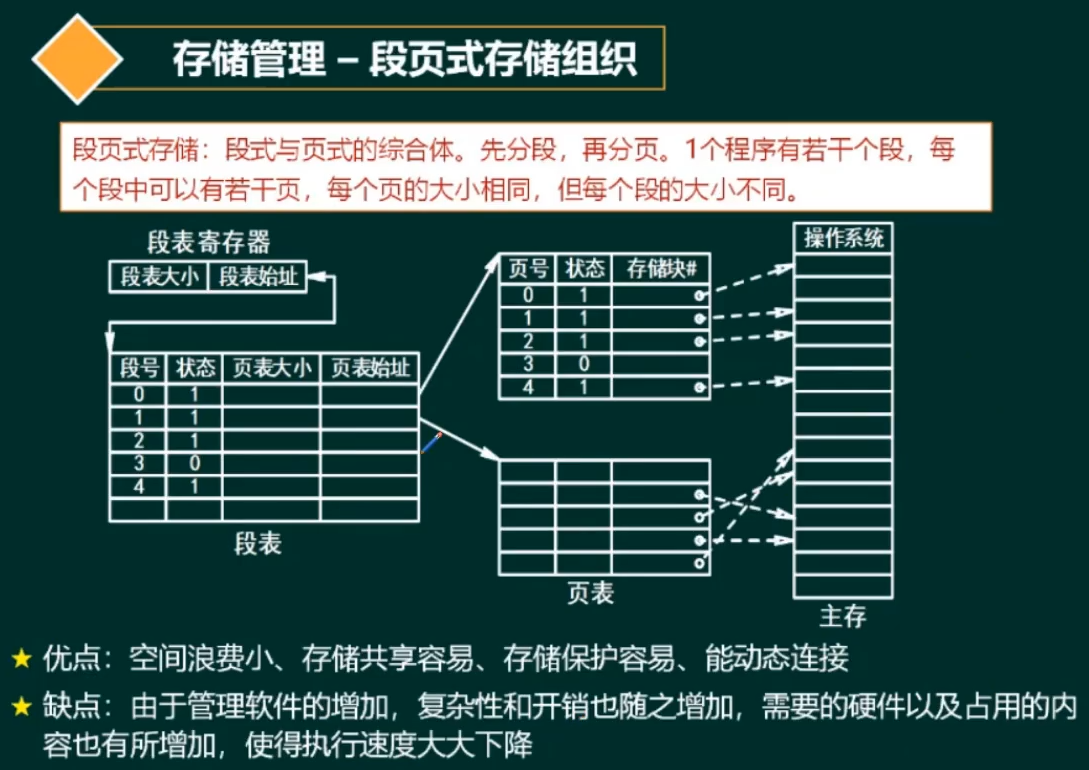 存储管理 – 段页式存储组织
段页式存储：段式与页式的综合体。先分段，再分页。1个程序有若干个段，每
个段中可以有若干页，每个页的大小相同，但每个段的大小不同。
段表寄存器
段表大小 段表始址
段号 状态 页表大小 页表始址
0 1
1 1
2 1
3 0
4 1
段表
页号 状态 存储块#
0 1
1 1
2 1
3 0
4 1
页表
操作系统
主存
★ 优点：空间浪费小、存储共享容易、存储保护容易、能动态连接
★ 缺点：由于管理软件的增加，复杂性和开销也随之增加，需要的硬件以及占用的内
容也有所增加，使得执行速度大大下降